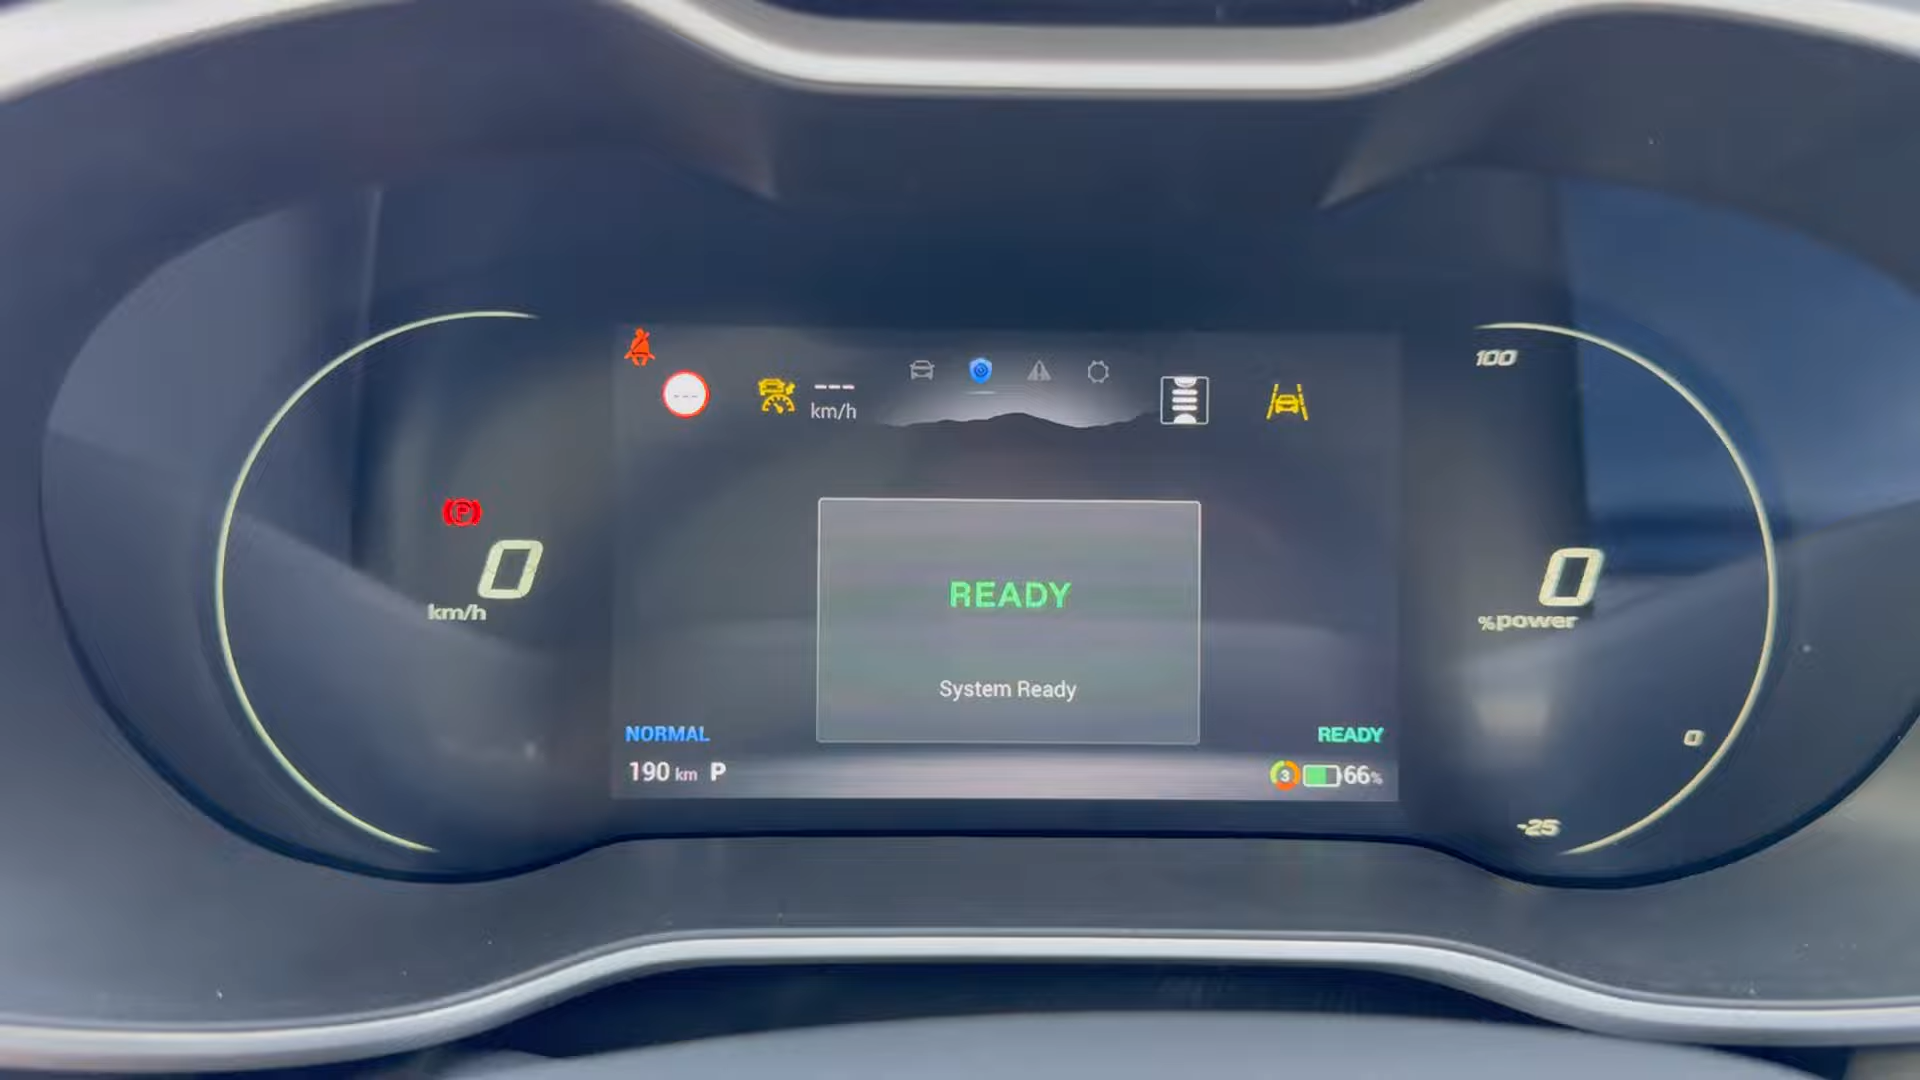 ---
---
km/h
100
P
0
km/h
0
%power
READY
System Ready
NORMAL
READY
0
190 km P
3
66%
-25